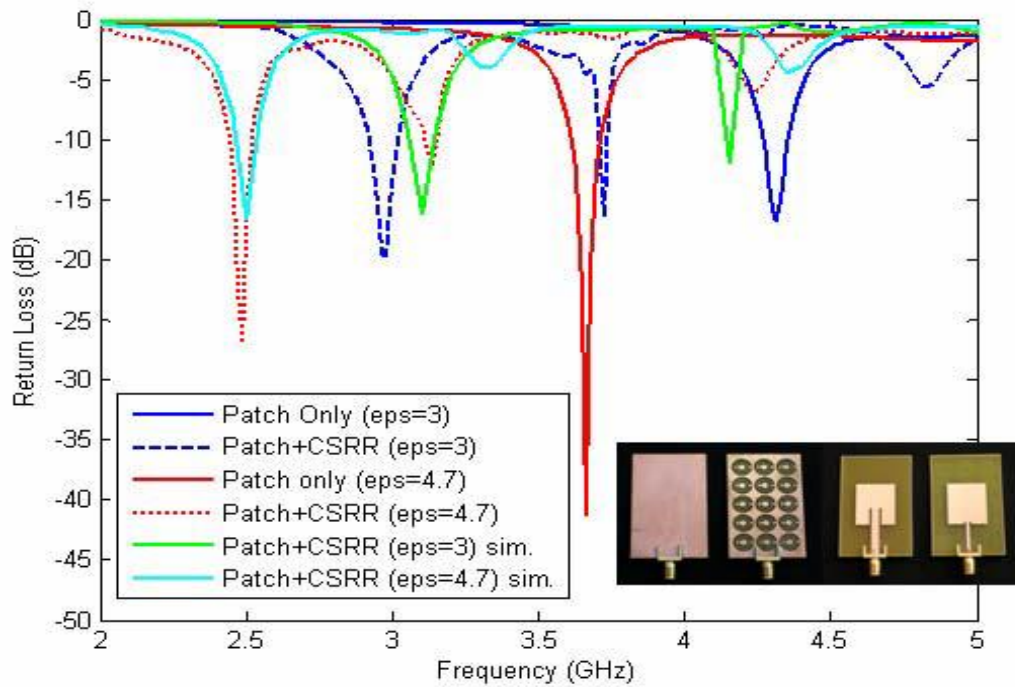 0
-5
-10
-15
-20
-25
-30
-35
-40
-45
-50
Return Loss (dB)
Patch Only (eps=3)
Patch+CSRR (eps=3)
Patch only (eps=4.7)
Patch+CSRR (eps=4.7)
Patch+CSRR (eps=3) sim.
Patch+CSRR (eps=4.7) sim.
2 2.5 3 3.5 4 4.5 5
Frequency (GHz)